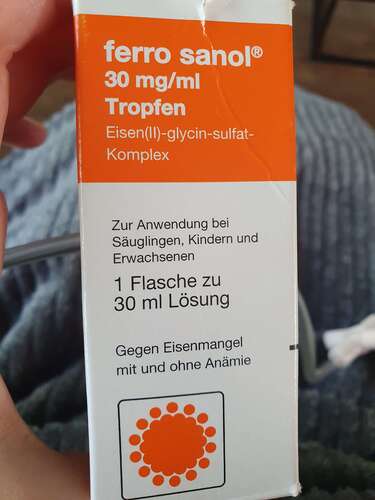 ferro sanol®
30 mg/ml
Tropfen
Eisen(II)-glycin-sulfat-
Komplex
Zur Anwendung bei
Säuglingen, Kindern und
Erwachsenen
1 Flasche zu
30 ml Lösung
Gegen Eisenmangel
mit und ohne Anämie